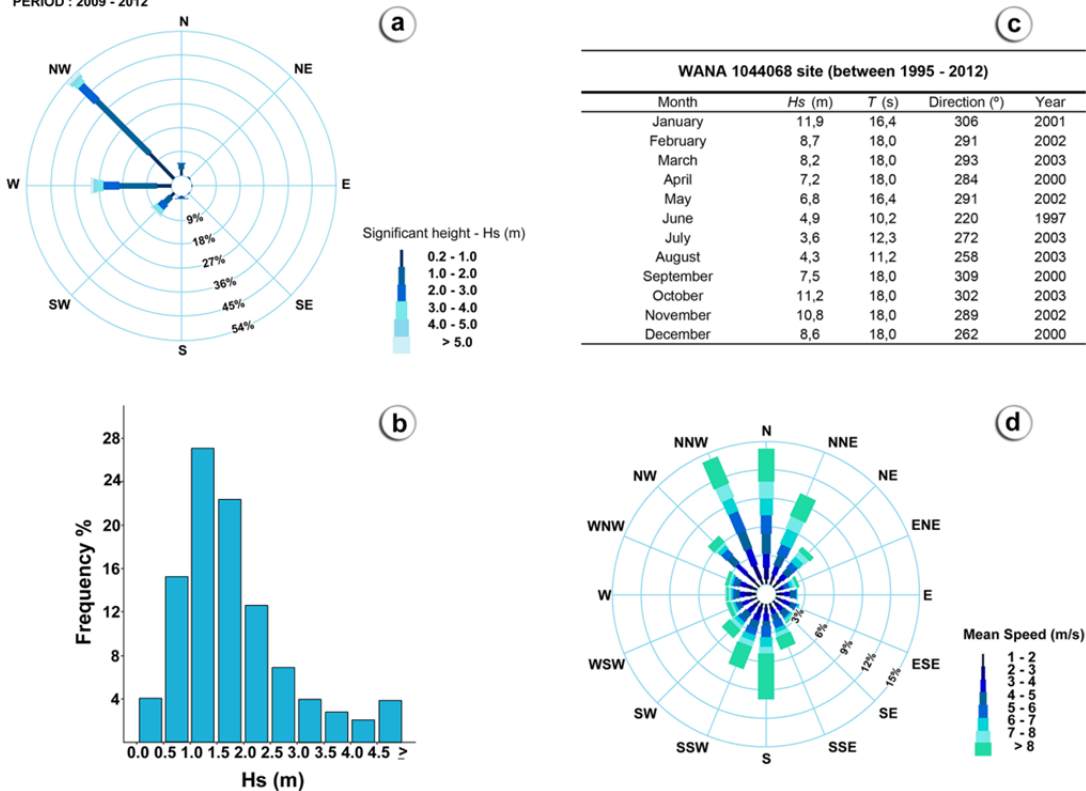 PERIOD : 2009 - 2012
a
N
NW
NE
W
E
SW
SE
S
9%
18%
27%
36%
45%
54%
Significant height - Hs (m)
0.2 - 1.0
1.0 - 2.0
2.0 - 3.0
3.0 - 4.0
4.0 - 5.0
> 5.0
c
WANA 1044068 site (between 1995 - 2012)
Month Hs (m) T (s) Direction (º) Year
January 11,9 16,4 306 2001
February 8,7 18,0 291 2002
March 8,2 18,0 293 2003
April 7,2 18,0 284 2000
May 6,8 16,4 291 2002
June 4,9 10,2 220 1997
July 3,6 12,3 272 2003
August 4,3 11,2 258 2003
September 7,5 18,0 309 2000
October 11,2 18,0 302 2003
November 10,8 18,0 289 2002
December 8,6 18,0 262 2000
b
Frequency %
28
24
20
16
12
8
4
0.0 0.5 1.0 1.5 2.0 2.5 3.0 3.5 4.0 4.5 ≥
Hs (m)
d
N
NNW
NNE
NW
NE
WNW
ENE
W
E
WSW
ESE
SW
SE
SSW
SSE
S
3%
6%
9%
12%
15%
Mean Speed (m/s)
1 - 2
2 - 3
3 - 4
4 - 5
5 - 6
6 - 7
7 - 8
> 8